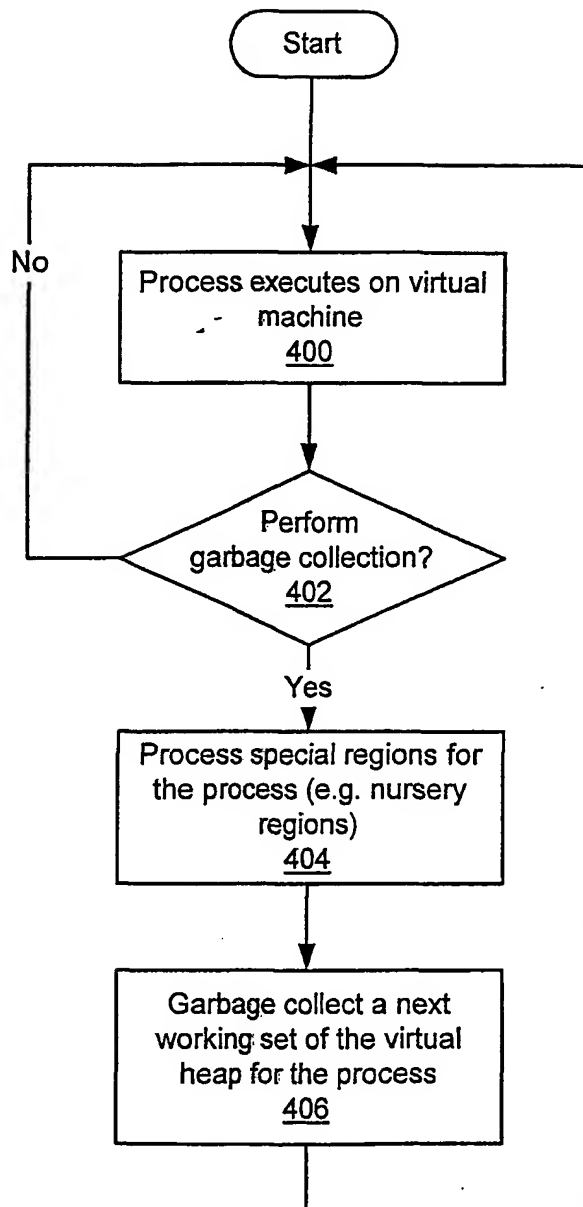 Start
No
Process executes on virtual
machine
400
Perform
garbage collection?
402
Yes
Process special regions for
the process (e.g. nursery
regions)
404
Garbage collect a next
working set of the virtual
heap for the process
406